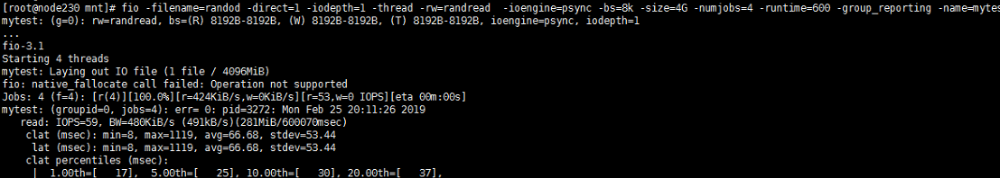 [root@node230 mnt]# fio -filename=randod -direct=1 -iodepth=1 -thread -rw=randread  -ioengine=psync -bs=8k -size=4G -numjobs=4 -runtime=600 -group_reporting -name=mytes
mytest: (g=0): rw=randread, bs=(R) 8192B-8192B, (W) 8192B-8192B, (T) 8192B-8192B, ioengine=psync, iodepth=1
...
fio-3.1
Starting 4 threads
mytest: Laying out IO file (1 file / 4096MiB)
fio: native_fallocate call failed: Operation not supported
Jobs: 4 (f=4): [r(4)][100.0%][r=424KiB/s,w=0KiB/s][r=53,w=0 IOPS][eta 00m:00s]
mytest: (groupid=0, jobs=4): err= 0: pid=3272: Mon Feb 25 20:11:26 2019
   read: IOPS=59, BW=480KiB/s (491kB/s)(281MiB/600070msec)
    clat (msec): min=8, max=1119, avg=66.68, stdev=53.44
     lat (msec): min=8, max=1119, avg=66.68, stdev=53.44
    clat percentiles (msec):
     |  1.00th=[   17],  5.00th=[   25], 10.00th=[   30], 20.00th=[   37],